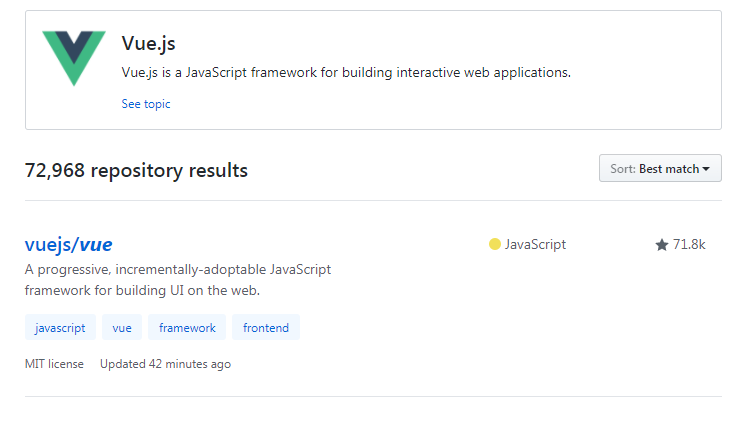 Vue.js
Vue.js is a JavaScript framework for building interactive web applications.
See topic
72,968 repository results
Sort: Best match
vuejs/vue
JavaScript
71.8k
A progressive, incrementally-adoptable JavaScript
framework for building UI on the web.
javascript vue framework frontend
MIT license Updated 42 minutes ago